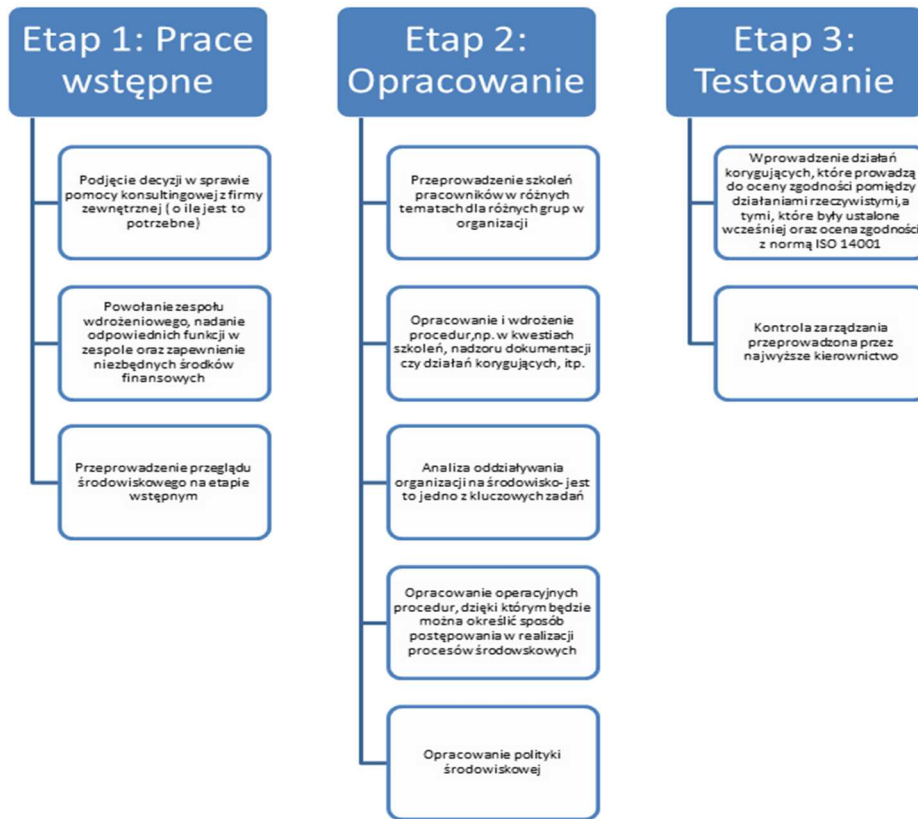 Etap 1: Prace
wstępne
Podjęcie decyzji w sprawie
pomocy konsultingowej z firmy
zewnętrznej ( o ile jest to
potrzebne)
Powołanie zespołu
wdrożeniowego, nadanie
odpowiednich funkcji w
zespole oraz zapewnienie
niezbędnych środków
finansowych
Przeprowadzenie przeglądu
środowiskowego na etapie
wstępnym
Etap 2:
Opracowanie
Przeprowadzenie szkoleń
pracowników w różnych
tematach dla różnych grup w
organizacji
Opracowanie i wdrożenie
procedur,np. w kwestiach
szkoleń, nadzoru dokumentacji
czy działań korygujących, itp.
Analiza oddziaływania
organizacji na środowisko- jest
to jedno z kluczowych zadań
Opracowanie operacyjnych
procedur, dzięki którym będzie
można określić sposób
postępowania w realizacji
procesów środowskowych
Opracowanie polityki
środowiskowej
Etap 3:
Testowanie
Wprowadzenie działań
korygujących, które prowadzą
do oceny zgodności pomiędzy
działaniami rzeczywistymi,a
tymi, które były ustalone
wcześniej oraz ocena zgodności
z normą ISO 14001
Kontrola zarządzania
przeprowadzona przez
najwyższe kierownictwo